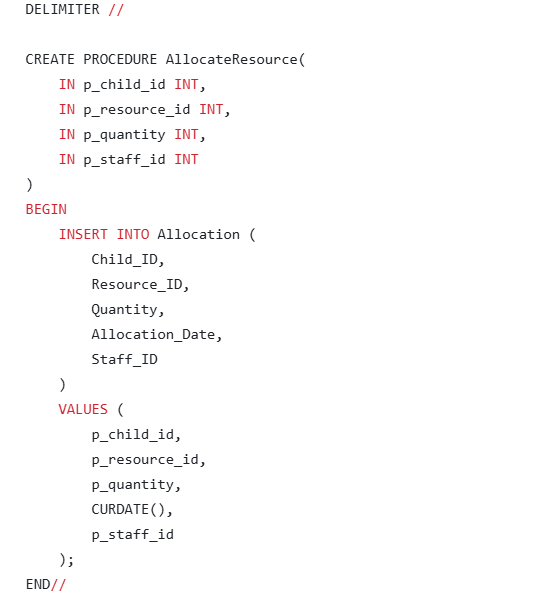 DELIMITER //
CREATE PROCEDURE AllocateResource(
    IN p_child_id INT,
    IN p_resource_id INT,
    IN p_quantity INT,
    IN p_staff_id INT
)
BEGIN
    INSERT INTO Allocation (
        Child_ID,
        Resource_ID,
        Quantity,
        Allocation_Date,
        Staff_ID
    )
    VALUES (
        p_child_id,
        p_resource_id,
        p_quantity,
        CURDATE(),
        p_staff_id
    );
END//